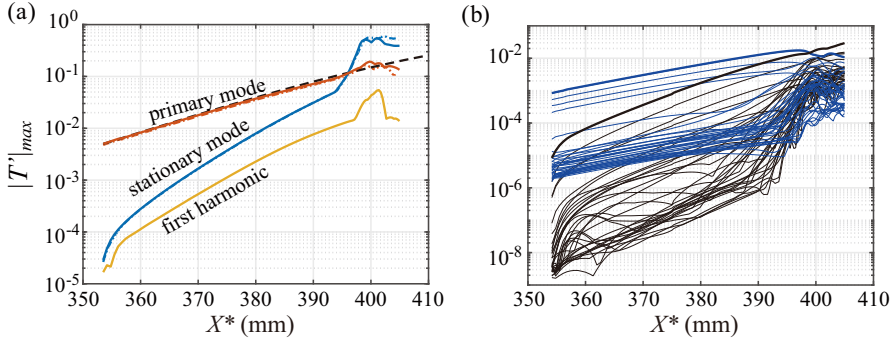 (a)
10^0
10^-1
10^-2
10^-3
10^-4
10^-5
|T'|max
primary mode
stationary mode
first harmonic
350 360 370 380 390 400 410
X* (mm)
(b)
10^-2
10^-4
10^-6
10^-8
350 360 370 380 390 400 410
X* (mm)